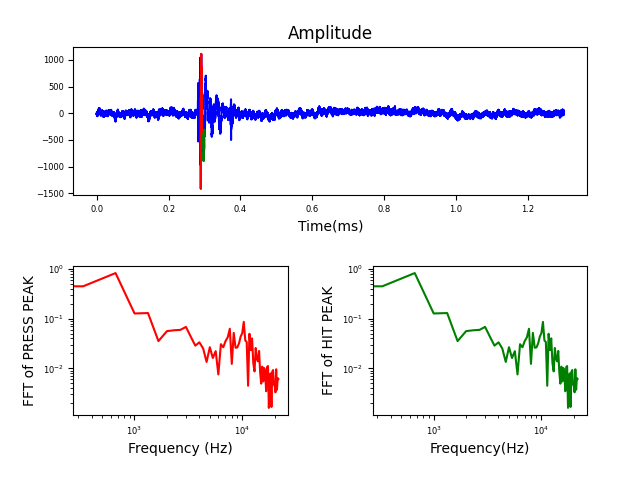 Amplitude
1000
500
0
−500
−1000
−1500
0.0 0.2 0.4 0.6 0.8 1.0 1.2
Time(ms)
FFT of PRESS PEAK
10⁰
10⁻¹
10⁻²
10³ 10⁴
Frequency (Hz)
FFT of HIT PEAK
10⁰
10⁻¹
10⁻²
10³ 10⁴
Frequency(Hz)